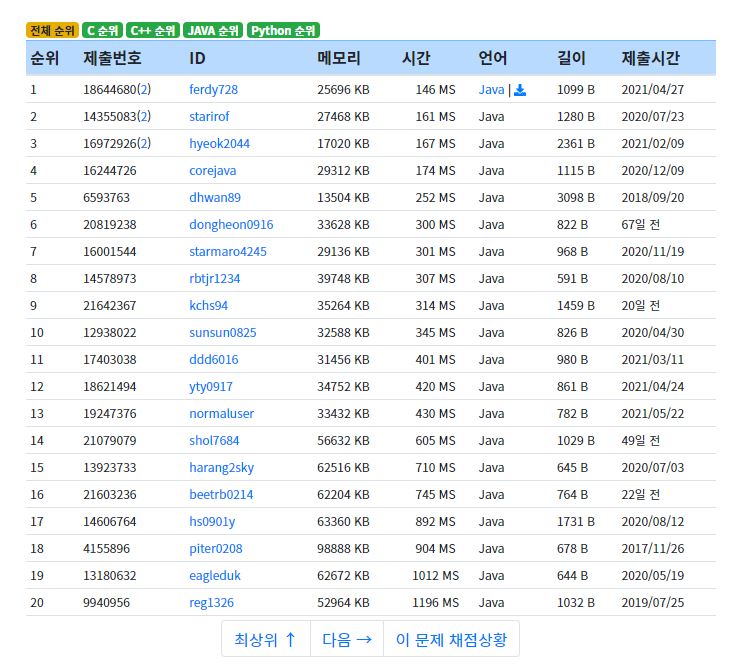 전체 순위 C 순위 C++ 순위 JAVA 순위 Python 순위
순위 제출번호 ID 메모리 시간 언어 길이 제출시간
1 18644680(2) ferdy728 25696 KB 146 MS Java | 1099 B 2021/04/27
2 14355083(2) starirof 27468 KB 161 MS Java 1280 B 2020/07/23
3 16972926(2) hyeok2044 17020 KB 167 MS Java 2361 B 2021/02/09
4 16244726 corejava 29312 KB 174 MS Java 1115 B 2020/12/09
5 6593763 dhwan89 13504 KB 252 MS Java 3098 B 2018/09/20
6 20819238 dongheon0916 33628 KB 300 MS Java 822 B 67일 전
7 16001544 starmaro4245 29136 KB 301 MS Java 968 B 2020/11/19
8 14578973 rbtjr1234 39748 KB 307 MS Java 591 B 2020/08/10
9 21642367 kchs94 35264 KB 314 MS Java 1459 B 20일 전
10 12938022 sunsun0825 32588 KB 345 MS Java 826 B 2020/04/30
11 17403038 ddd6016 31456 KB 401 MS Java 980 B 2021/03/11
12 18621494 yty0917 34752 KB 420 MS Java 861 B 2021/04/24
13 19247376 normaluser 33432 KB 430 MS Java 782 B 2021/05/22
14 21079079 shol7684 56632 KB 605 MS Java 1029 B 49일 전
15 13923733 harang2sky 62516 KB 710 MS Java 645 B 2020/07/03
16 21603236 beetrb0214 62204 KB 745 MS Java 764 B 22일 전
17 14606764 hs0901y 63360 KB 892 MS Java 1731 B 2020/08/12
18 4155896 piter0208 98888 KB 904 MS Java 678 B 2017/11/26
19 13180632 eagleduk 62672 KB 1012 MS Java 644 B 2020/05/19
20 9940956 reg1326 52964 KB 1196 MS Java 1032 B 2019/07/25
최상위 ↑ 다음 → 이 문제 채점상황